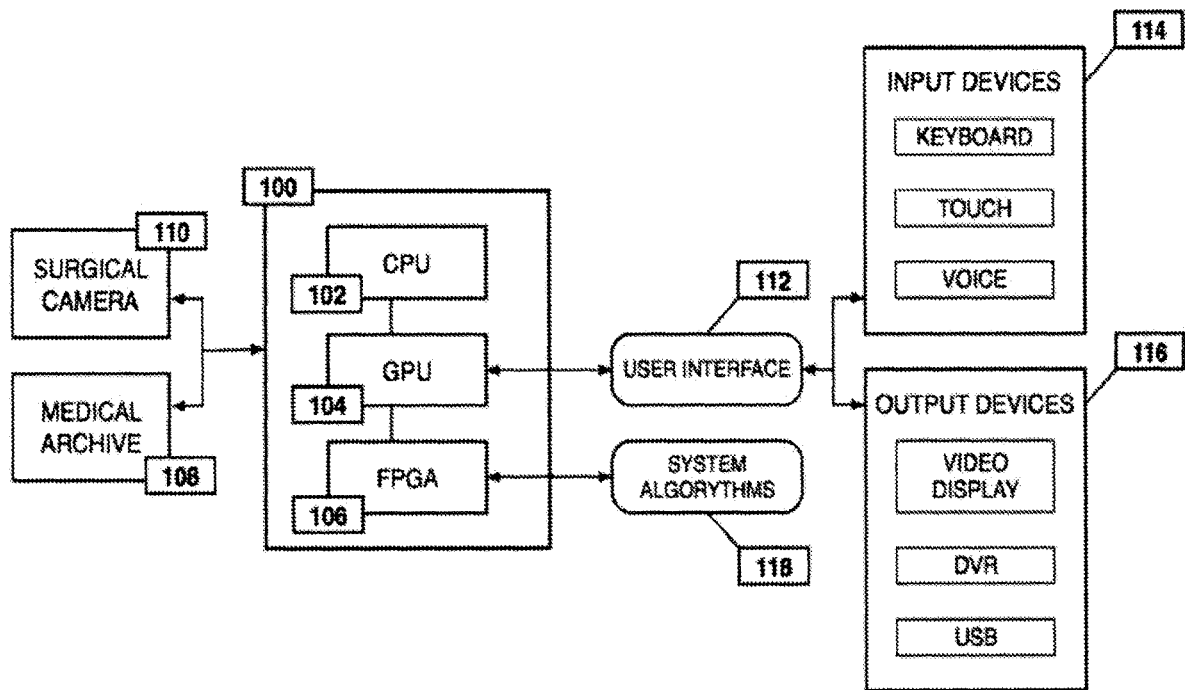 114
INPUT DEVICES
KEYBOARD
TOUCH
VOICE
100
110
SURGICAL
CAMERA
CPU
102
GPU
104
FPGA
106
MEDICAL
ARCHIVE
108
112
USER INTERFACE
SYSTEM
ALGORYTHMS
118
116
OUTPUT DEVICES
VIDEO
DISPLAY
DVR
USB